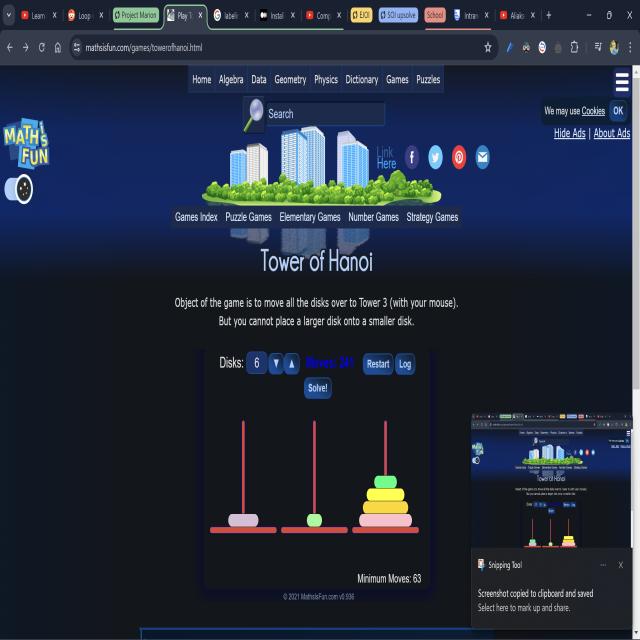 Learn
Loop
Project Marion
Play T
labelin
Instal
Comp
EJOI
SOI upsolve
School
Intran
Aliaks
mathsisfun.com/games/towerofhanoi.html
Home Algebra Data Geometry Physics Dictionary Games Puzzles
Search
We may use Cookies OK
Hide Ads | About Ads
MATHS
FUN
Link
Here
Games Index Puzzle Games Elementary Games Number Games Strategy Games
Tower of Hanoi
Object of the game is to move all the disks over to Tower 3 (with your mouse).
But you cannot place a larger disk onto a smaller disk.
Disks: 6 ▼ ▲ Moves: 241 Restart Log
Solve!
Minimum Moves: 63
© 2021 MathsIsFun.com v0.936
Snipping Tool
Screenshot copied to clipboard and saved
Select here to mark up and share.